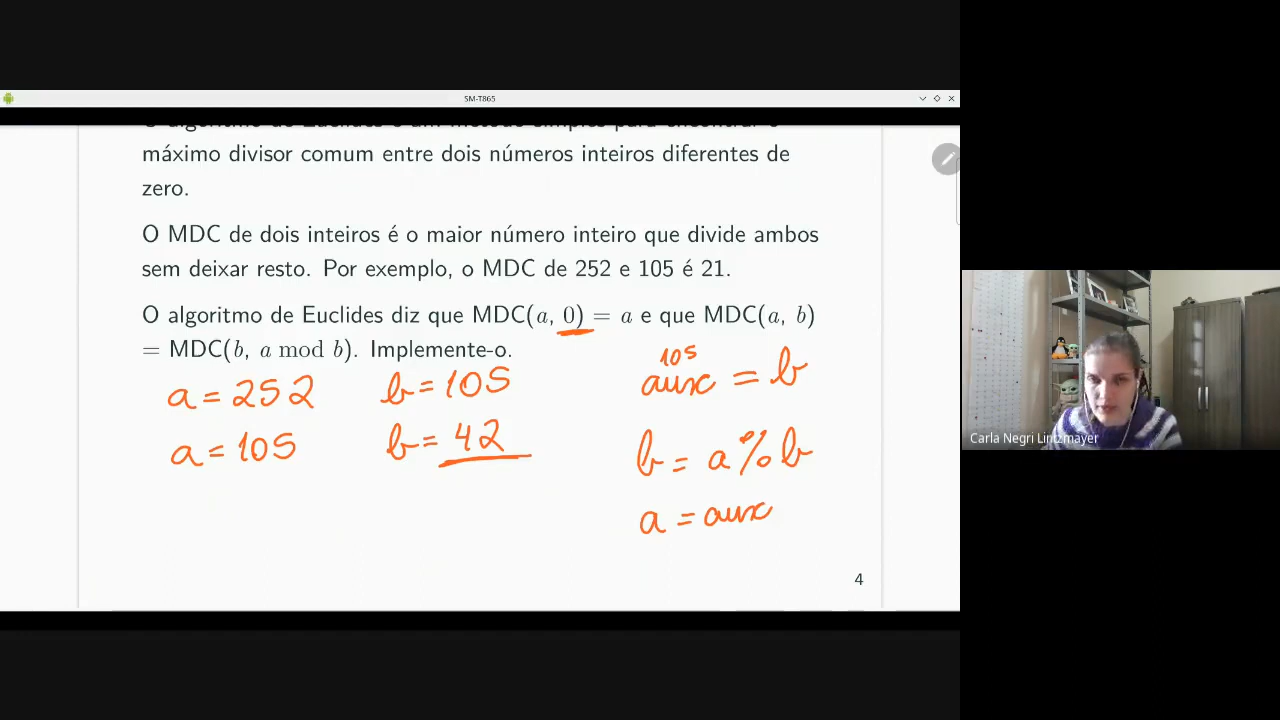 SM-T865
máximo divisor comum entre dois números inteiros diferentes de
zero.
O MDC de dois inteiros é o maior número inteiro que divide ambos
sem deixar resto. Por exemplo, o MDC de 252 e 105 é 21.
O algoritmo de Euclides diz que MDC(a, 0) = a e que MDC(a, b)
= MDC(b, a mod b). Implemente-o.
a = 252 b = 105
a = 105 b = 42
105
aux = b
b = a % b
a = aux
4
Carla Negri Lintzmayer